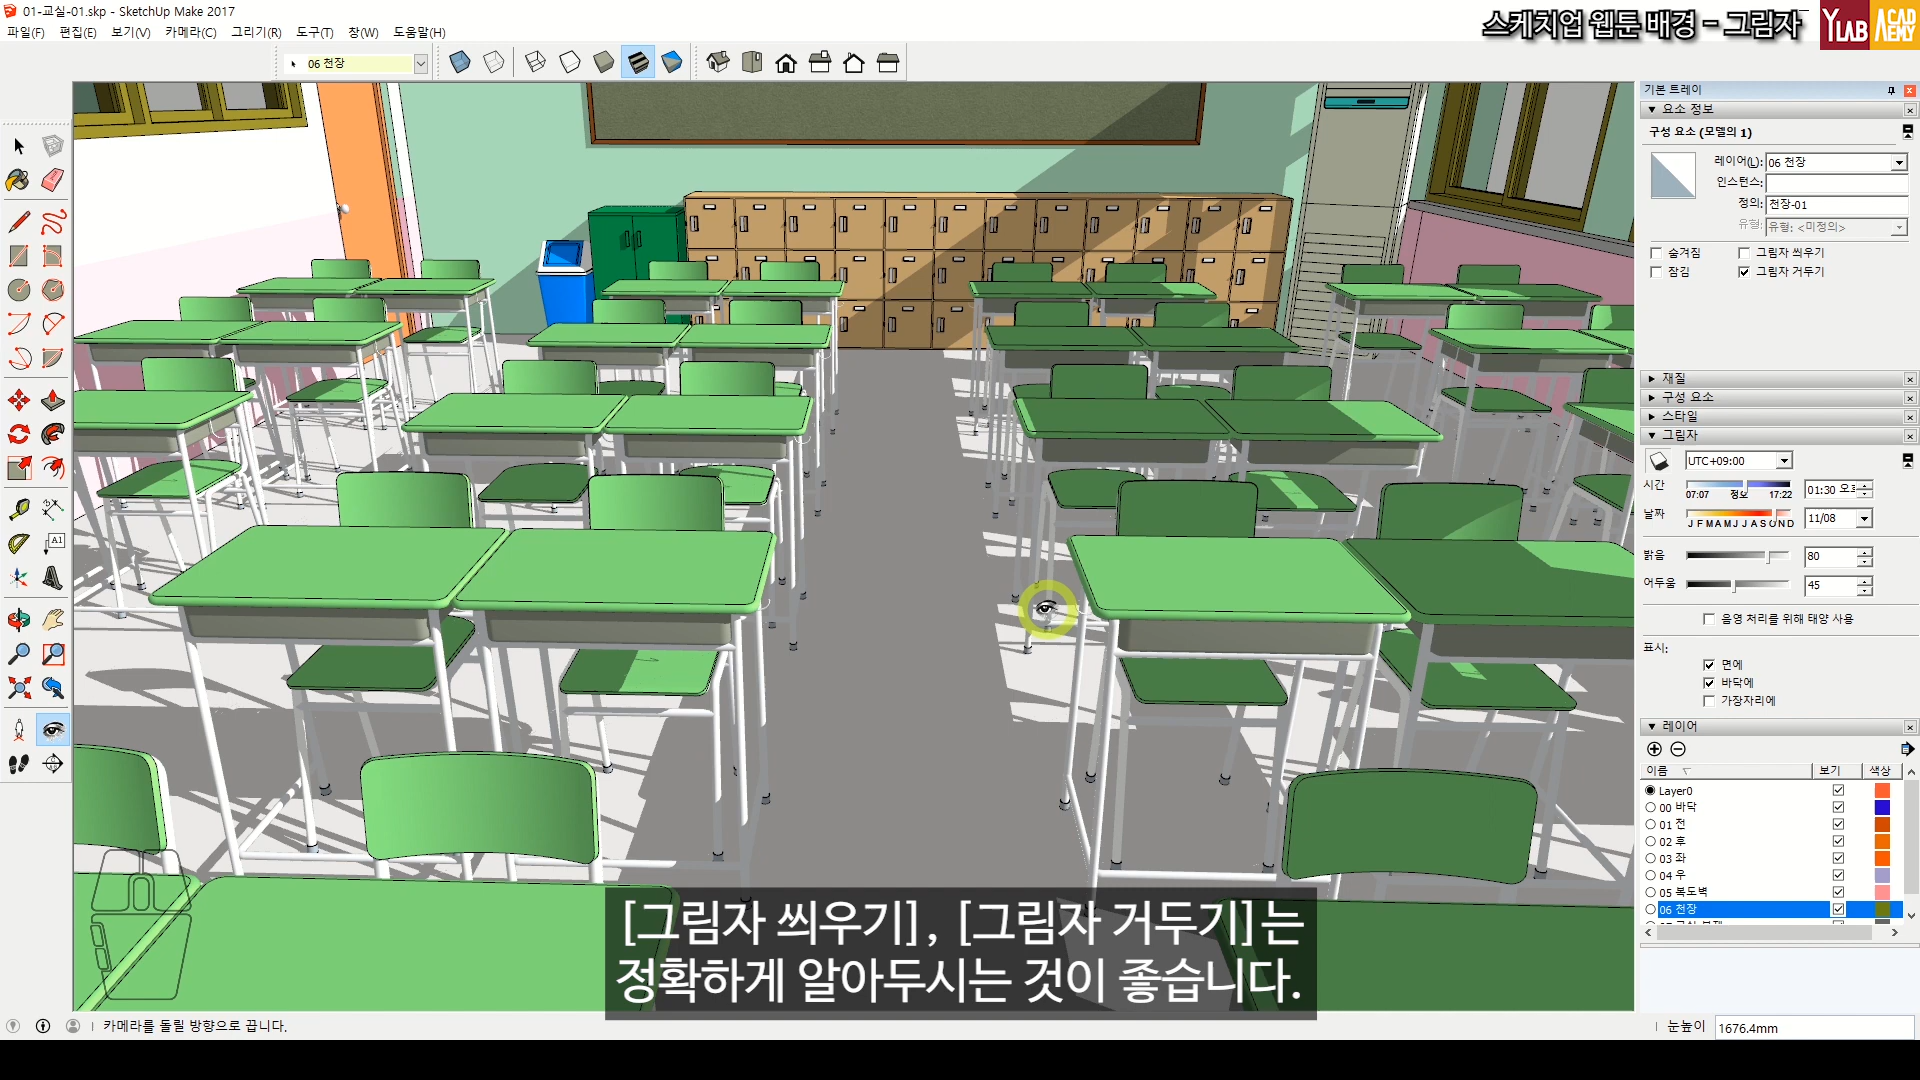 01-교실-01.skp - SketchUp Make 2017
스케치업 웹툰 배경 - 그림자
YLAB ACADEMY
파일(F) 편집(E) 보기(V) 카메라(C) 그리기(R) 도구(T) 창(W) 도움말(H)
06 천장
기본 트레이
요소 정보
구성 요소 (모델의 1)
레이어(L): 06 천장
인스턴스:
정의: 천장-01
유형: 유형: <미정의>
숨겨짐 그림자 씌우기
잠김 그림자 거두기
재질
구성 요소
스타일
그림자
UTC+09:00
시간 07:07 정오 17:22 01:30 오후
날짜 J F M A M J J A S O N D 11/08
밝음 80
어두움 45
음영 처리를 위해 태양 사용
표시:
면에
바닥에
가장자리에
레이어
이름 보기 색상
Layer0
00 바닥
01 전
02 후
03 좌
04 우
05 복도벽
06 천장
A1
[그림자 씌우기], [그림자 거두기]는
정확하게 알아두시는 것이 좋습니다.
카메라를 돌릴 방향으로 끕니다.
눈높이 1676.4mm